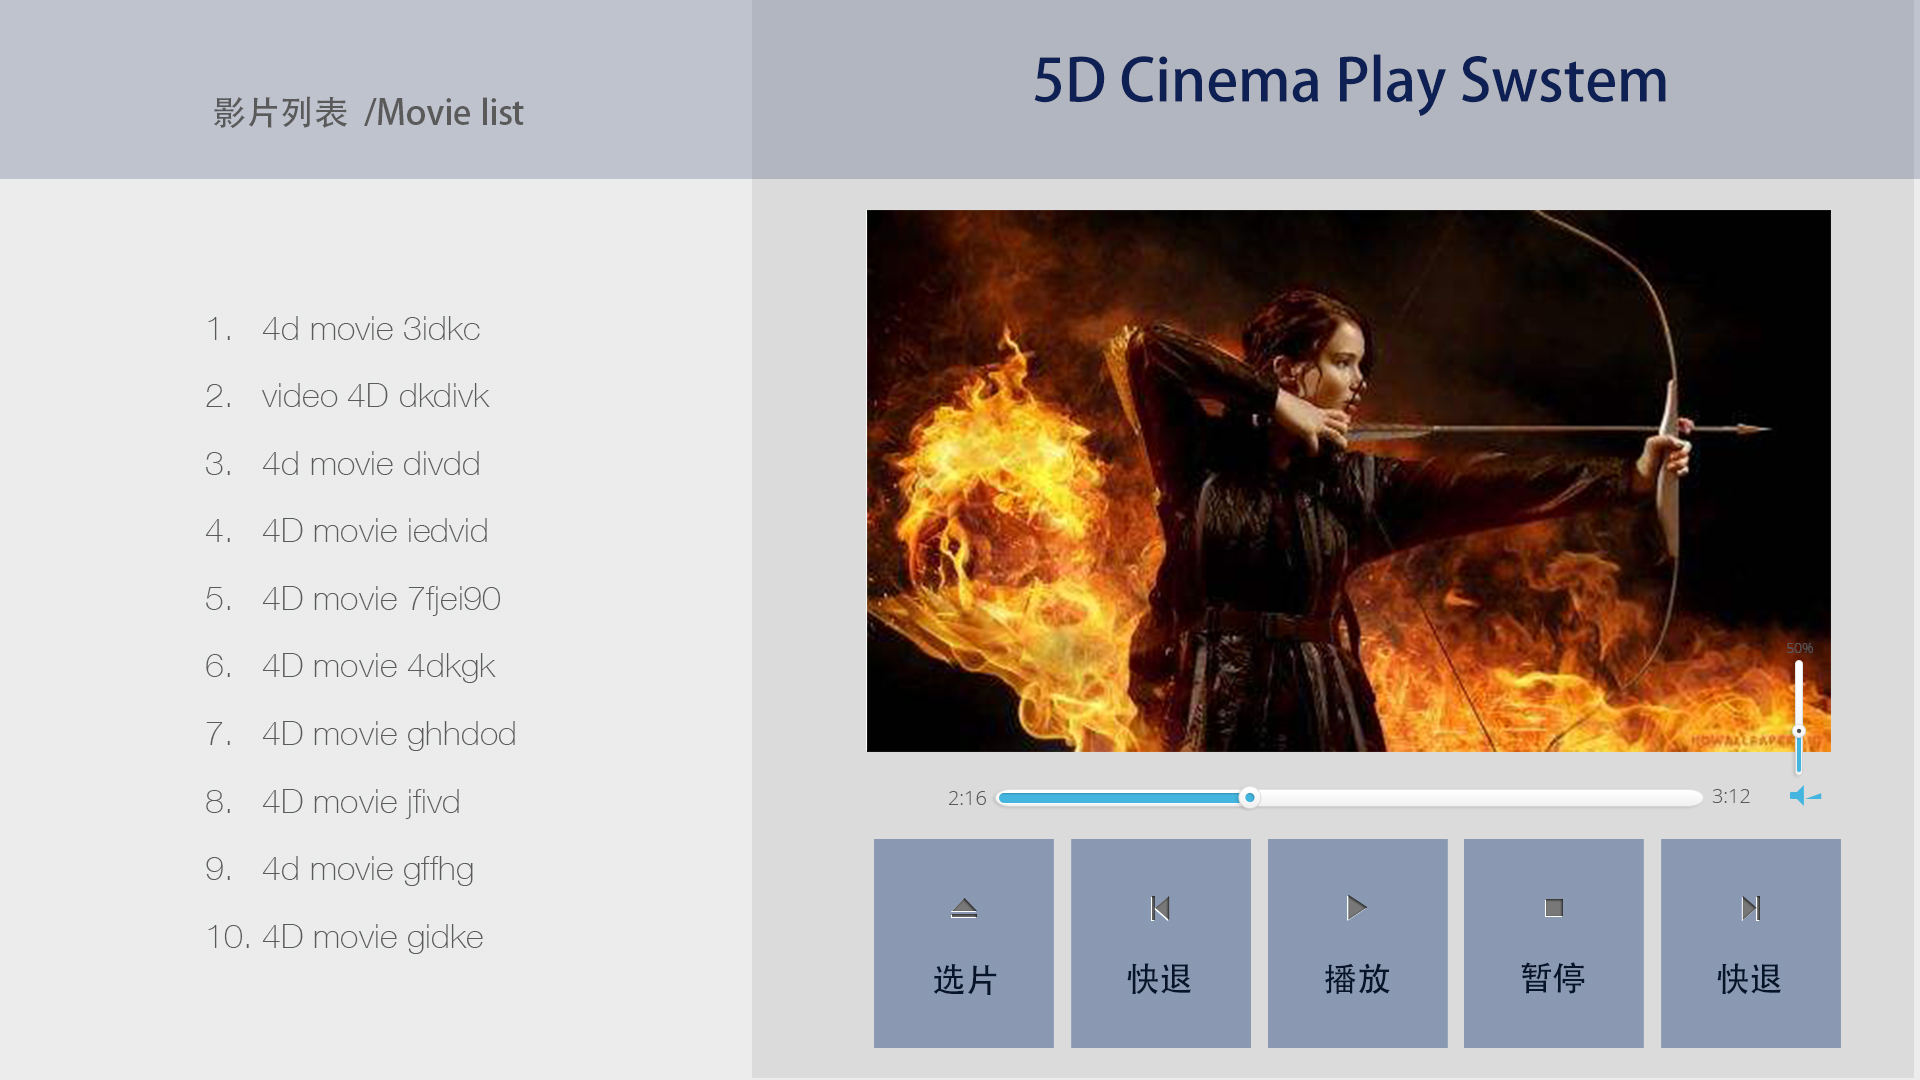 影片列表 /Movie list
1. 4d movie 3idkc
2. video 4D dkdivk
3. 4d movie divdd
4. 4D movie iedvid
5. 4D movie 7fjei90
6. 4D movie 4dkgk
7. 4D movie ghhdod
8. 4D movie jfivd
9. 4d movie gffhg
10. 4D movie gidke
5D Cinema Play Swstem
50%
2:16
3:12
选片
快退
播放
暂停
快退